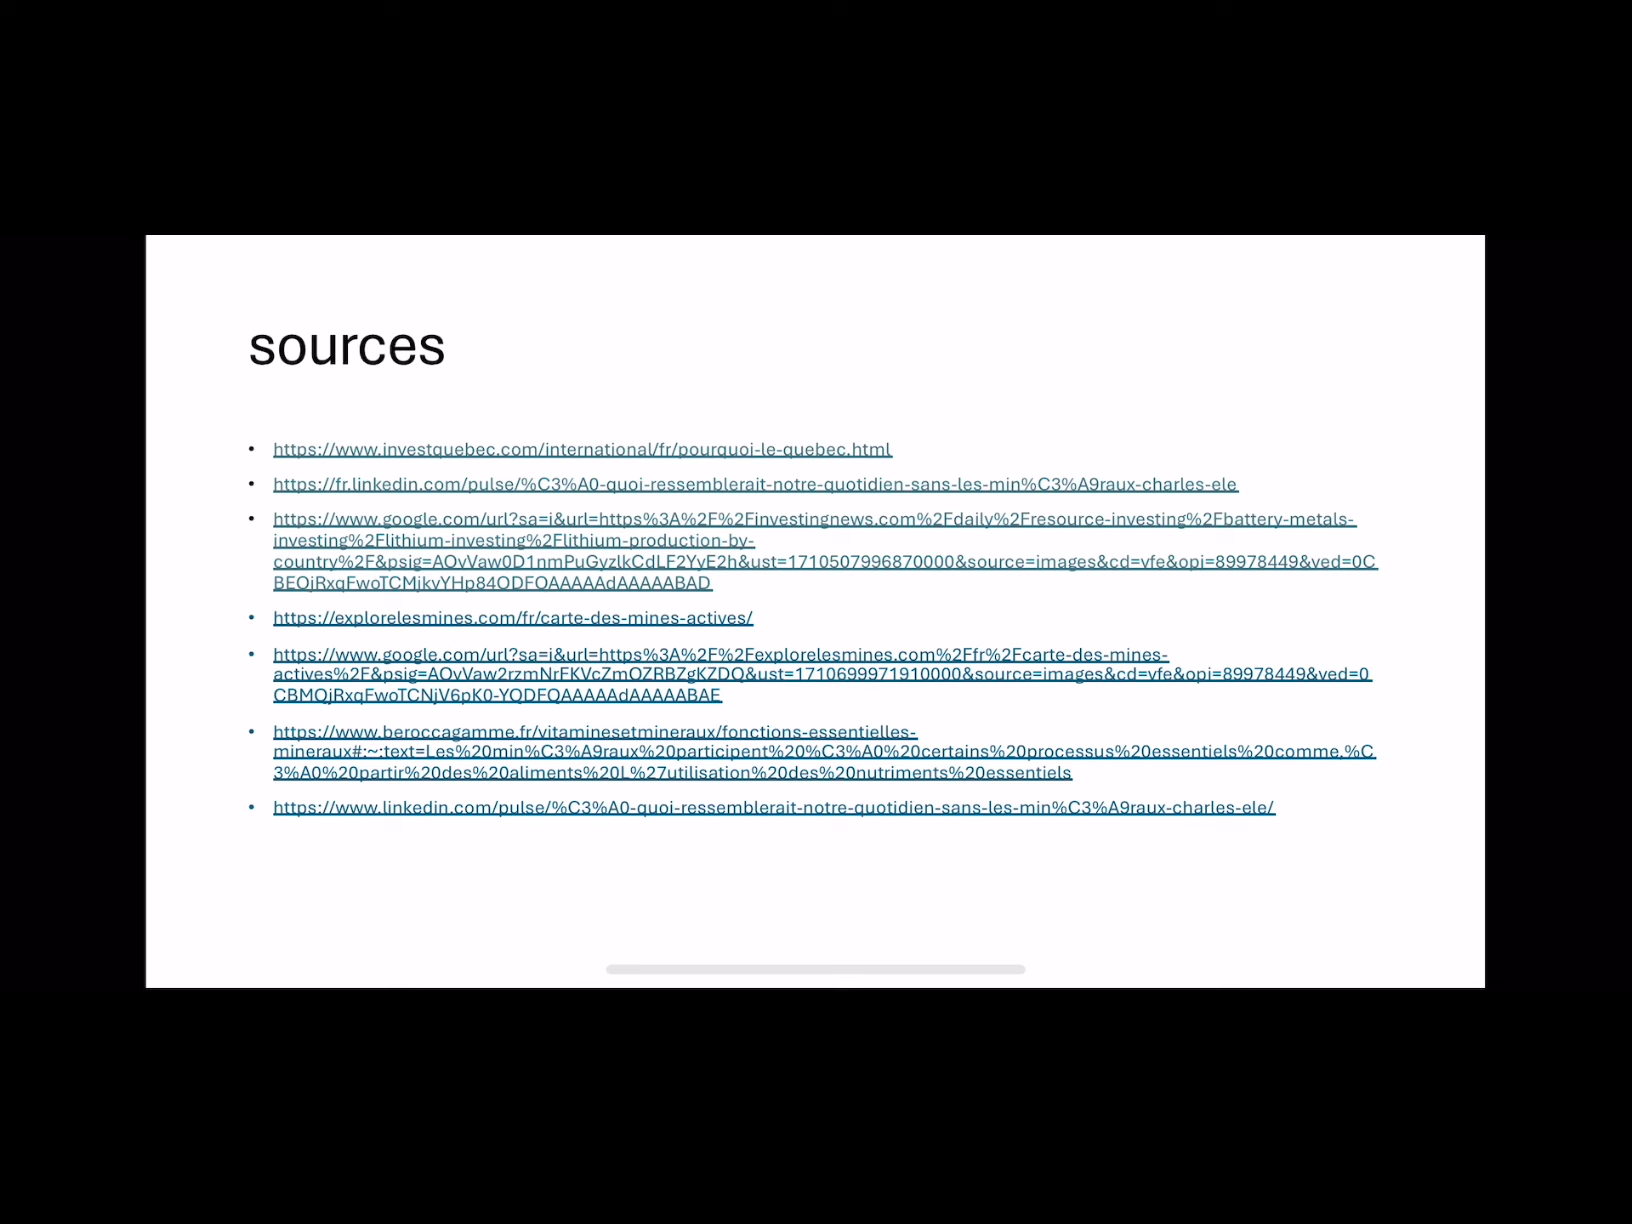 sources
• https://www.investquebec.com/international/fr/pourquoi-le-quebec.html
• https://fr.linkedin.com/pulse/%C3%A0-quoi-ressemblerait-notre-quotidien-sans-les-min%C3%A9raux-charles-ele
• https://www.google.com/url?sa=i&url=https%3A%2F%2Finvestingnews.com%2Fdaily%2Fresource-investing%2Fbattery-metals-
investing%2Flithium-investing%2Flithium-production-by-
country%2F&psig=AOvVaw0D1nmPuGyzlkCdLF2YyE2h&ust=1710507996870000&source=images&cd=vfe&opi=89978449&ved=0C
BEQjRxqFwoTCMjkvYHp84ODFQAAAAAdAAAAABAD
• https://explorelesmines.com/fr/carte-des-mines-actives/
• https://www.google.com/url?sa=i&url=https%3A%2F%2Fexplorelesmines.com%2Ffr%2Fcarte-des-mines-
actives%2F&psig=AOvVaw2rzmNrFKVcZmOZRBZgKZDQ&ust=1710699971910000&source=images&cd=vfe&opi=89978449&ved=0
CBMQjRxqFwoTCNjV6pK0-YQDFQAAAAAdAAAAABAE
• https://www.beroccagamme.fr/vitaminesetmineraux/fonctions-essentielles-
mineraux#:~:text=Les%20min%C3%A9raux%20participent%20%C3%A0%20certains%20processus%20essentiels%20comme,%C
3%A0%20partir%20des%20aliments%20L%27utilisation%20des%20nutriments%20essentiels
• https://www.linkedin.com/pulse/%C3%A0-quoi-ressemblerait-notre-quotidien-sans-les-min%C3%A9raux-charles-ele/